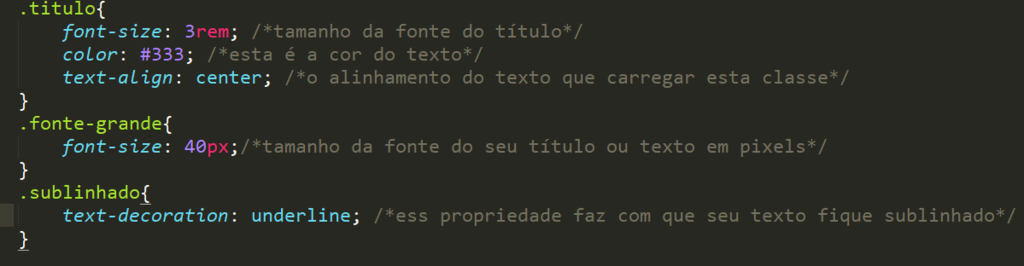 .titulo{
font-size: 3rem; /*tamanho da fonte do título*/
color: #333; /*esta é a cor do texto*/
text-align: center; /*o alinhamento do texto que carregar esta classe*/
}
.fonte-grande{
font-size: 40px;/*tamanho da fonte do seu título ou texto em pixels*/
}
.sublinhado{
text-decoration: underline; /*ess propriedade faz com que seu texto fique sublinhado*/
}